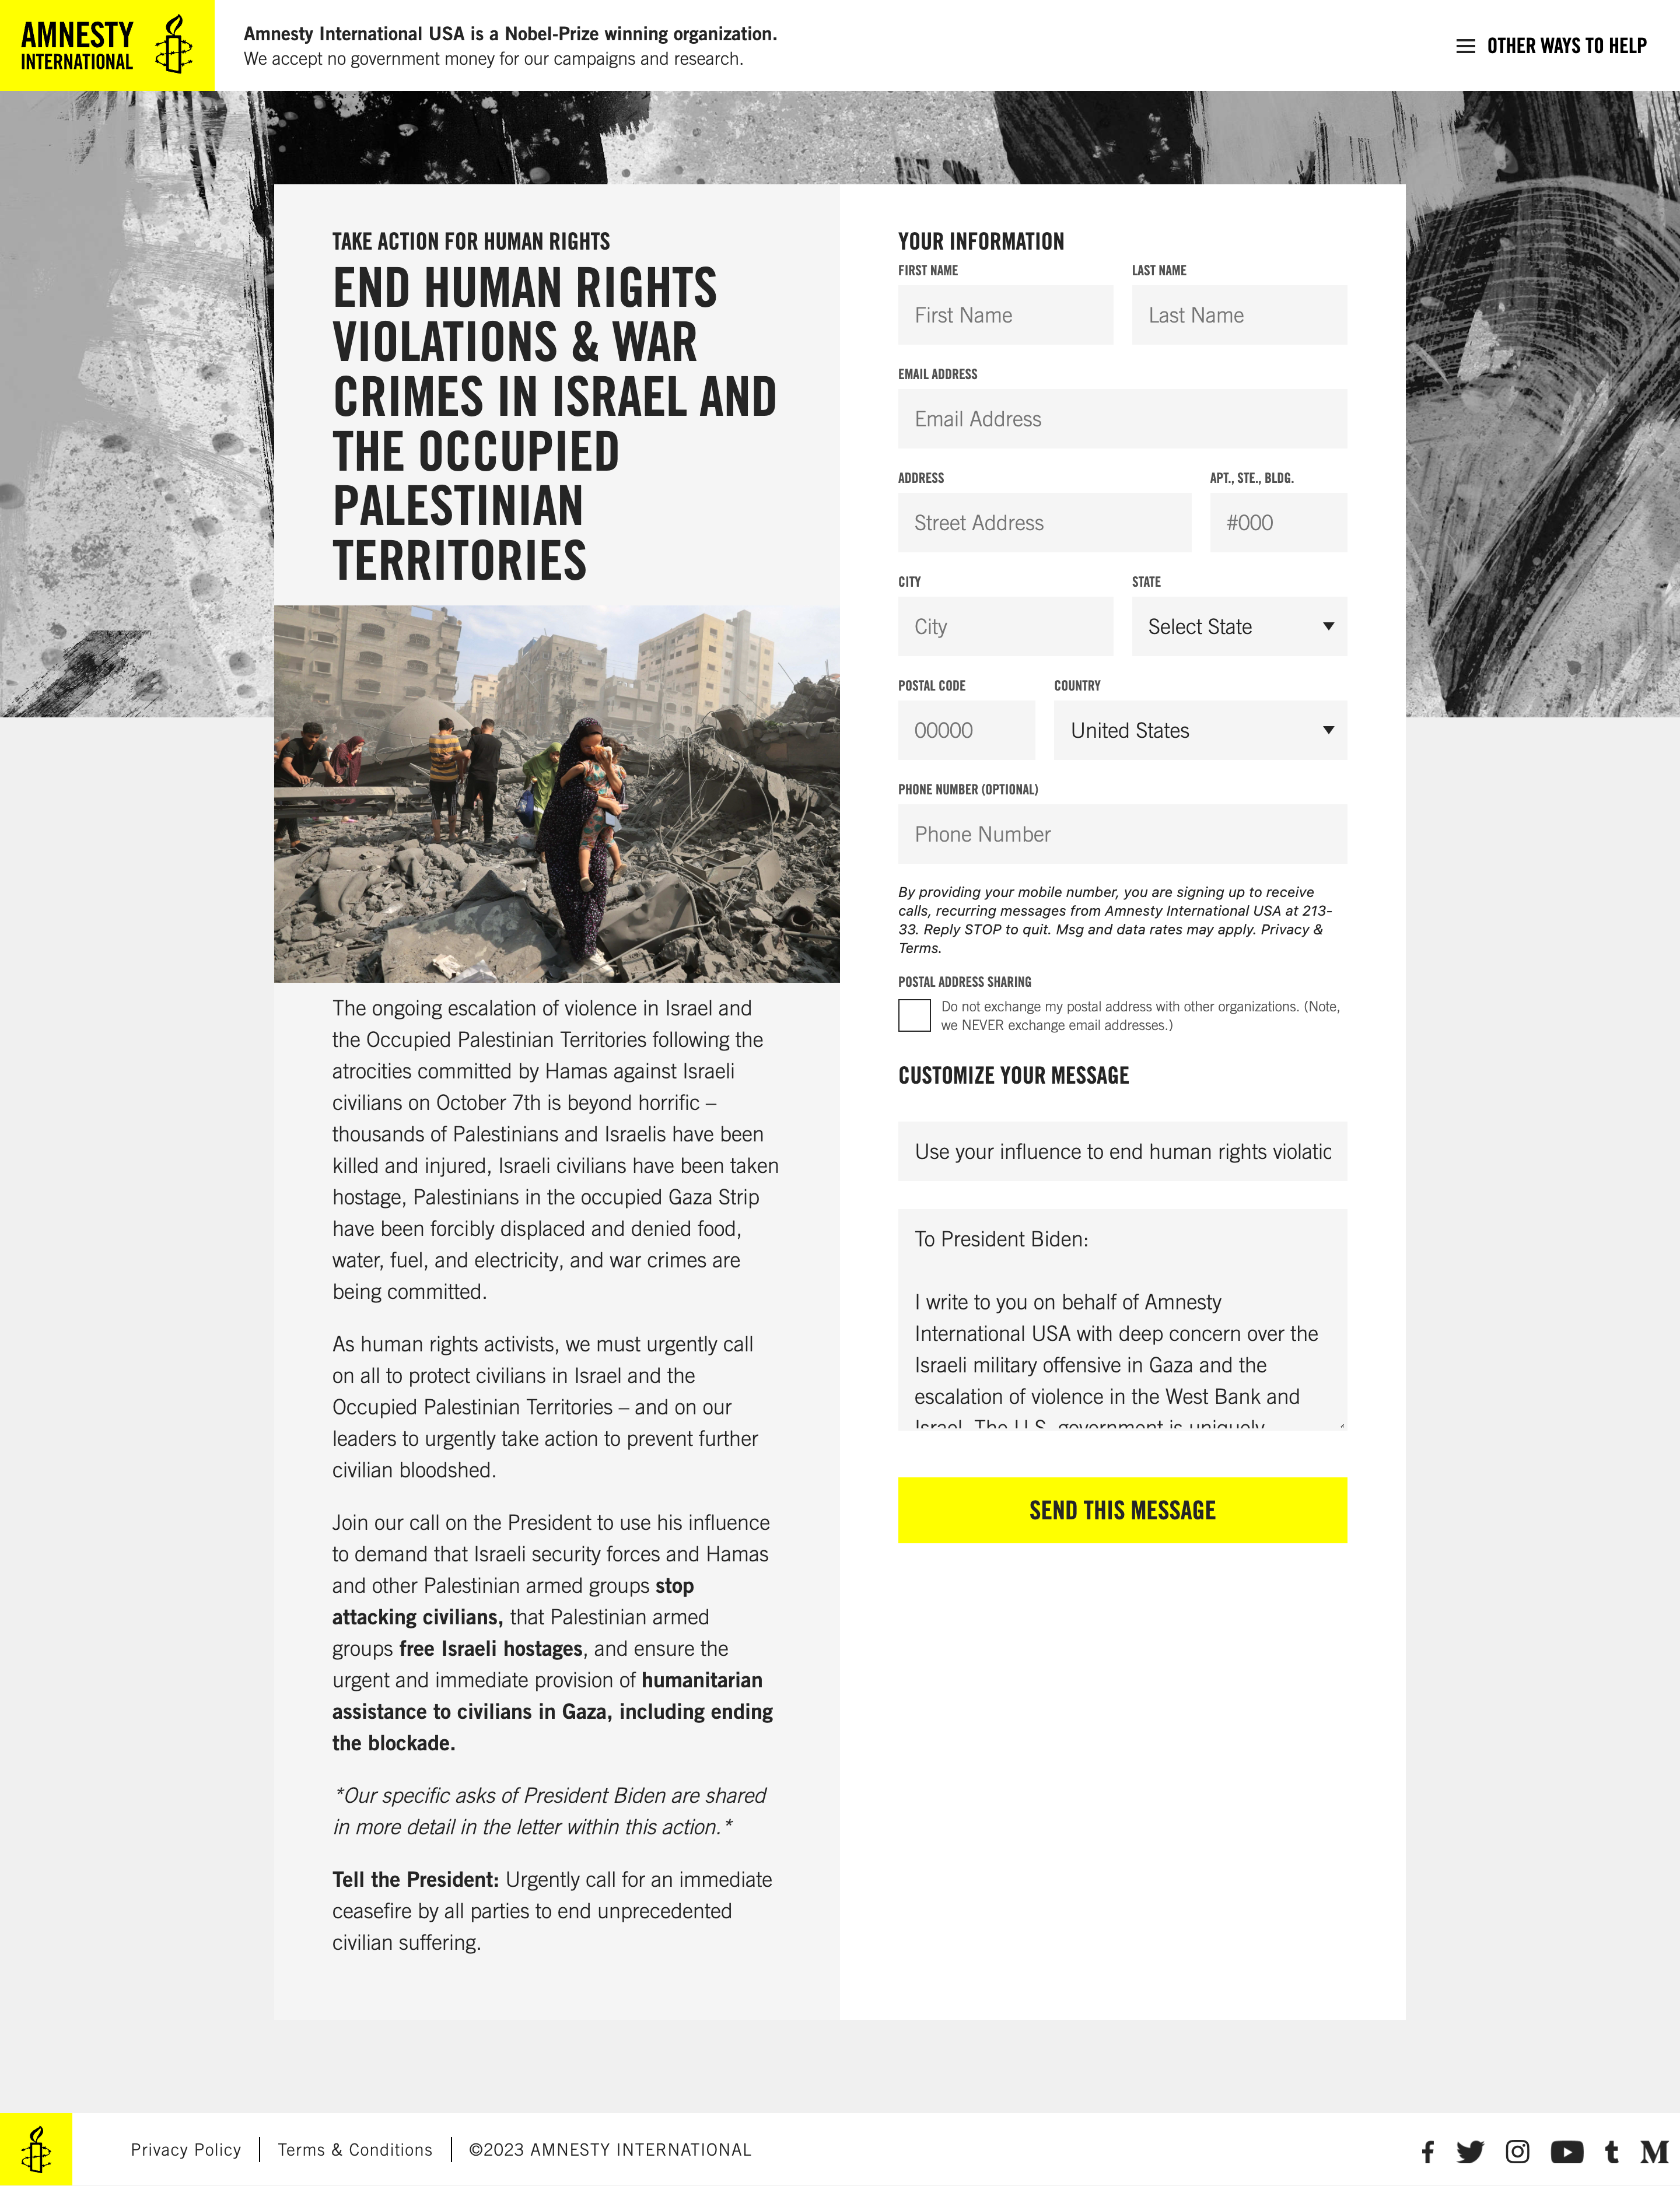 AMNESTY
INTERNATIONAL
Amnesty International USA is a Nobel-Prize winning organization.
We accept no government money for our campaigns and research.
OTHER WAYS TO HELP
TAKE ACTION FOR HUMAN RIGHTS
END HUMAN RIGHTS
VIOLATIONS & WAR
CRIMES IN ISRAEL AND
THE OCCUPIED
PALESTINIAN
TERRITORIES
The ongoing escalation of violence in Israel and
the Occupied Palestinian Territories following the
atrocities committed by Hamas against Israeli
civilians on October 7th is beyond horrific –
thousands of Palestinians and Israelis have been
killed and injured, Israeli civilians have been taken
hostage, Palestinians in the occupied Gaza Strip
have been forcibly displaced and denied food,
water, fuel, and electricity, and war crimes are
being committed.
As human rights activists, we must urgently call
on all to protect civilians in Israel and the
Occupied Palestinian Territories – and on our
leaders to urgently take action to prevent further
civilian bloodshed.
Join our call on the President to use his influence
to demand that Israeli security forces and Hamas
and other Palestinian armed groups stop
attacking civilians, that Palestinian armed
groups free Israeli hostages, and ensure the
urgent and immediate provision of humanitarian
assistance to civilians in Gaza, including ending
the blockade.
*Our specific asks of President Biden are shared
in more detail in the letter within this action.*
Tell the President: Urgently call for an immediate
ceasefire by all parties to end unprecedented
civilian suffering.
YOUR INFORMATION
FIRST NAME LAST NAME
First Name Last Name
EMAIL ADDRESS
Email Address
ADDRESS APT., STE., BLDG.
Street Address #000
CITY STATE
City Select State
POSTAL CODE COUNTRY
00000 United States
PHONE NUMBER (OPTIONAL)
Phone Number
By providing your mobile number, you are signing up to receive
calls, recurring messages from Amnesty International USA at 213-
33. Reply STOP to quit. Msg and data rates may apply. Privacy &
Terms.
POSTAL ADDRESS SHARING
Do not exchange my postal address with other organizations. (Note,
we NEVER exchange email addresses.)
CUSTOMIZE YOUR MESSAGE
Use your influence to end human rights violatic
To President Biden:
I write to you on behalf of Amnesty
International USA with deep concern over the
Israeli military offensive in Gaza and the
escalation of violence in the West Bank and
Israel. The U.S. government is uniquely
SEND THIS MESSAGE
Privacy Policy Terms & Conditions ©2023 AMNESTY INTERNATIONAL